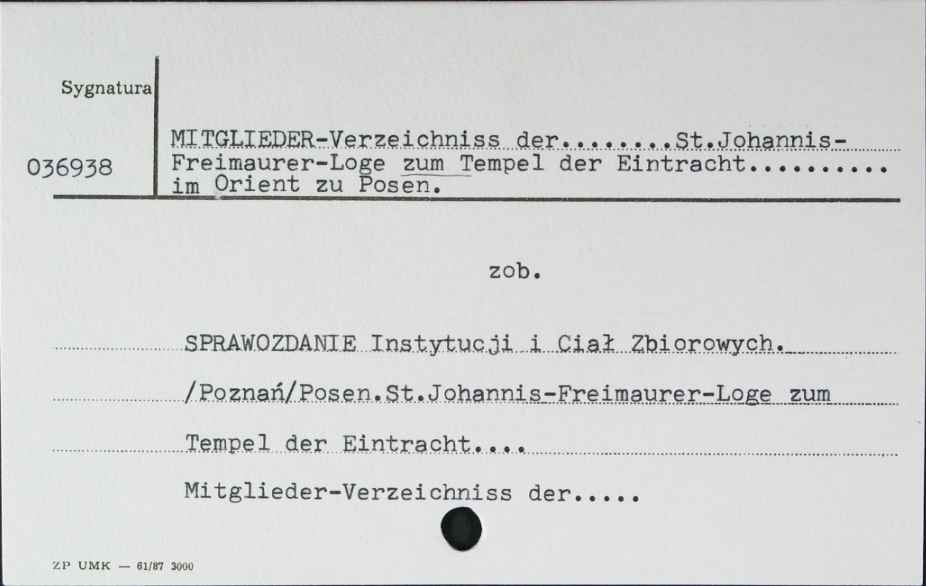 Sygnatura
036938
MITGLIEDER-Verzeichniss der........St.Johannis-
Freimaurer-Loge zum Tempel der Eintracht..........
im Orient zu Posen.
zob.
SPRAWOZDANIE Instytucji i Ciał Zbiorowych.
/Poznań/Posen.St.Johannis-Freimaurer-Loge zum
Tempel der Eintracht....
Mitglieder-Verzeichniss der.....
ZP UMK — 61/87 3000